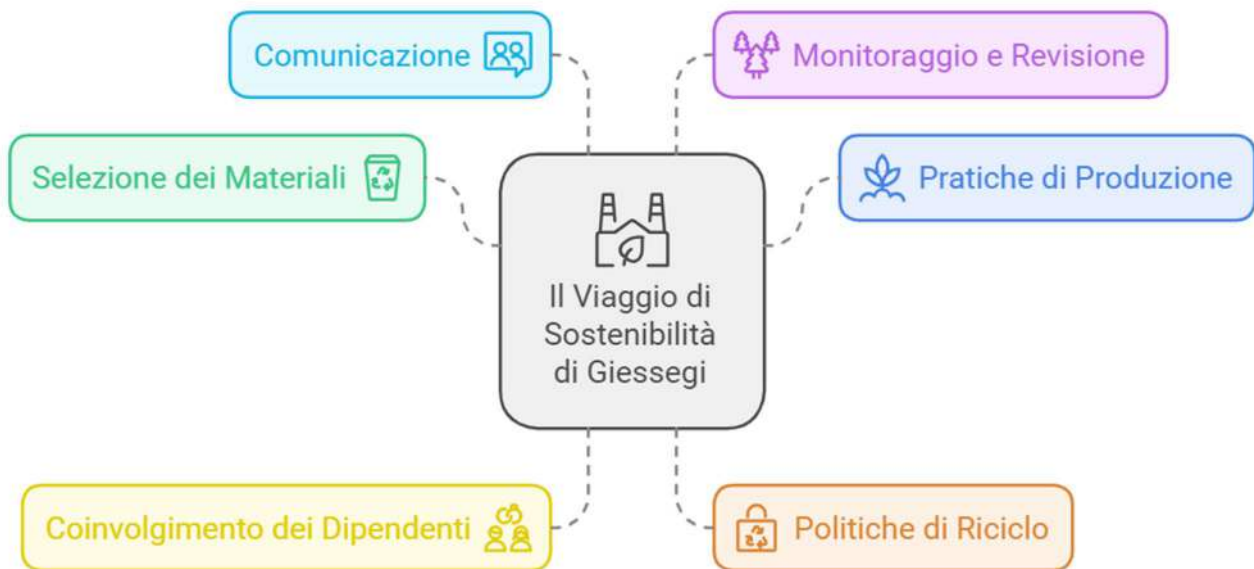 Comunicazione
Monitoraggio e Revisione
Selezione dei Materiali
Pratiche di Produzione
Il Viaggio di
Sostenibilità
di Giessegi
Coinvolgimento dei Dipendenti
Politiche di Riciclo